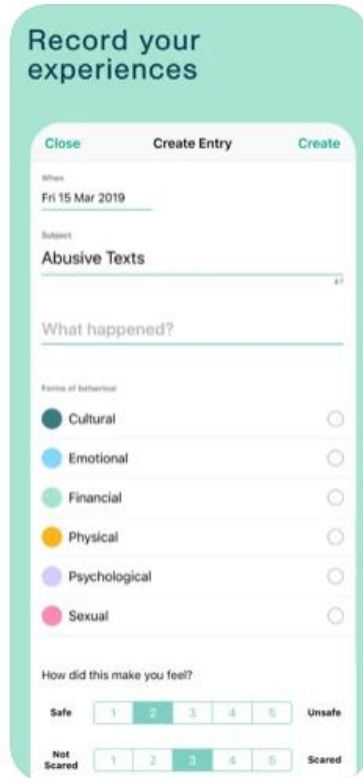 Record your
experiences
Close Create Entry Create
When
Fri 15 Mar 2019
Subject
Abusive Texts
What happened?
Forms of behaviour
Cultural
Emotional
Financial
Physical
Psychological
Sexual
How did this make you feel?
Safe 1 2 3 4 5 Unsafe
Not Scared 1 2 3 4 5 Scared